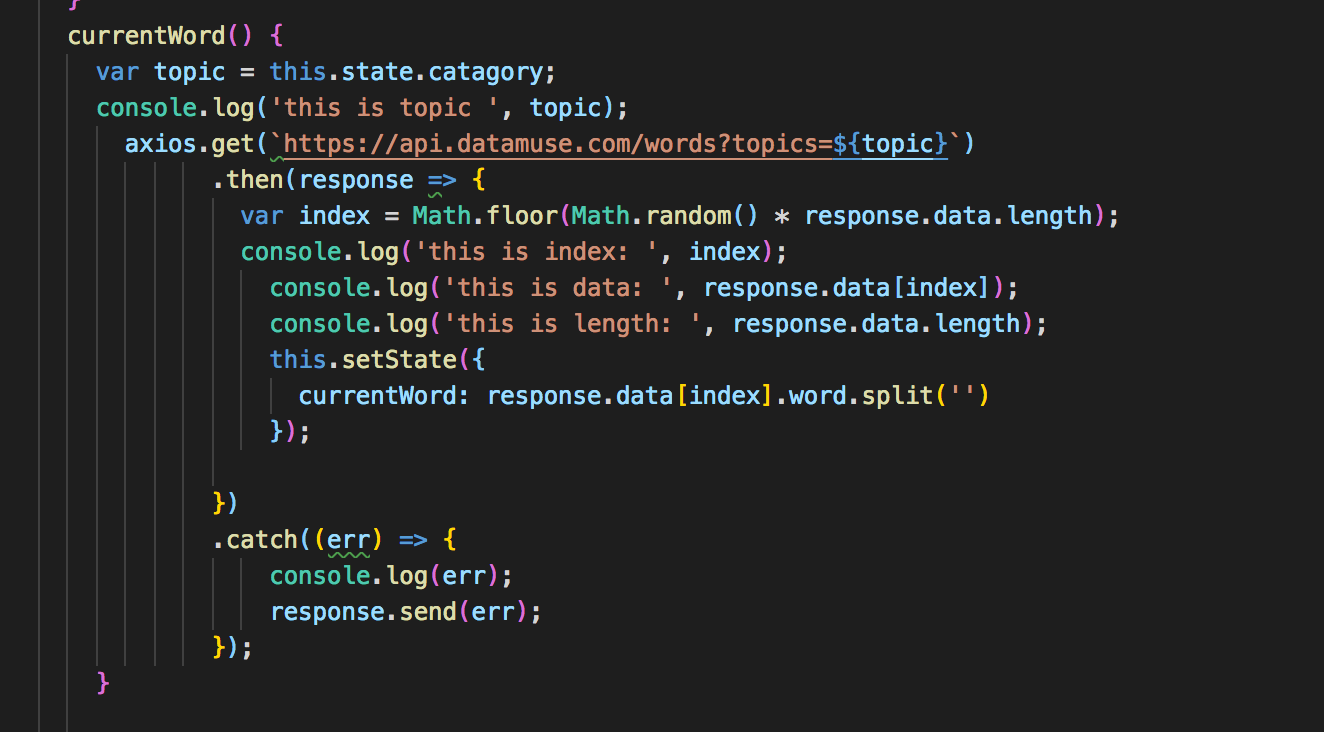 }
currentWord() {
var topic = this.state.catagory;
console.log('this is topic ', topic);
axios.get(`https://api.datamuse.com/words?topics=${topic}`)
.then(response => {
var index = Math.floor(Math.random() * response.data.length);
console.log('this is index: ', index);
console.log('this is data: ', response.data[index]);
console.log('this is length: ', response.data.length);
this.setState({
currentWord: response.data[index].word.split('')
});
})
.catch((err) => {
console.log(err);
response.send(err);
});
}